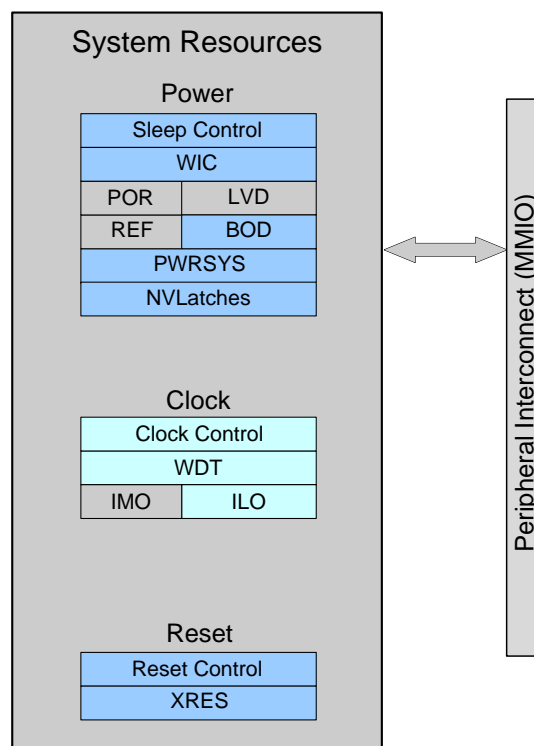 System Resources
Power
Sleep Control
WIC
POR LVD
REF BOD
PWRSYS
NVLatches
Clock
Clock Control
WDT
IMO ILO
Reset
Reset Control
XRES
Peripheral Interconnect (MMIO)